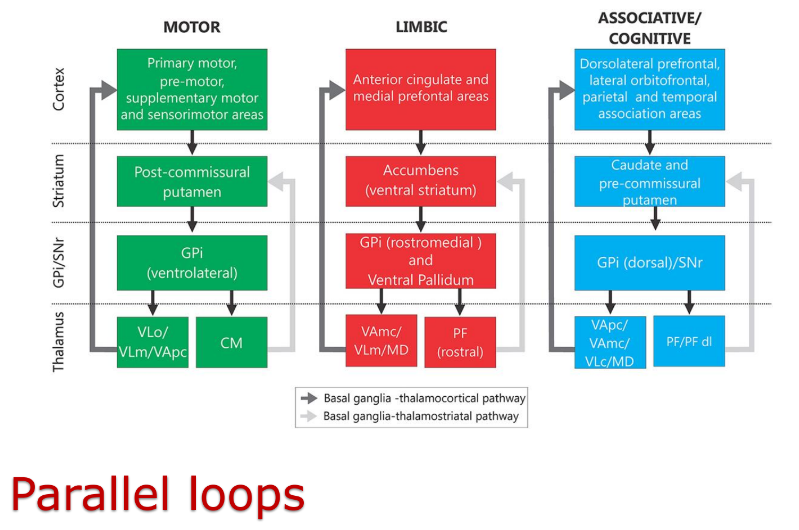 MOTOR
LIMBIC
ASSOCIATIVE/
COGNITIVE
Cortex
Primary motor,
pre-motor,
supplementary motor
and sensorimotor areas
Anterior cingulate and
medial prefontal areas
Dorsolateral prefrontal,
lateral orbitofrontal,
parietal and temporal
association areas
Striatum
Post-commissural
putamen
Accumbens
(ventral striatum)
Caudate and
pre-commissural
putamen
GPi/SNr
GPi
(ventrolateral)
GPi (rostromedial )
and
Ventral Pallidum
GPi (dorsal)/SNr
Thalamus
VLo/
VLm/VApc
CM
VAmc/
VLm/MD
PF
(rostral)
VApc/
VAmc/
VLc/MD
PF/PF dl
Basal ganglia -thalamocortical pathway
Basal ganglia-thalamostriatal pathway
Parallel loops